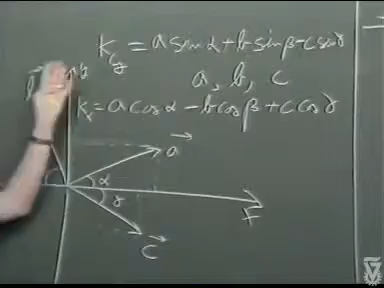 K_y = a sin α + b sin β - c sin γ
a, b, c
K_x = a cos α - b cos β + c cos γ
y
a
α
γ
F
c